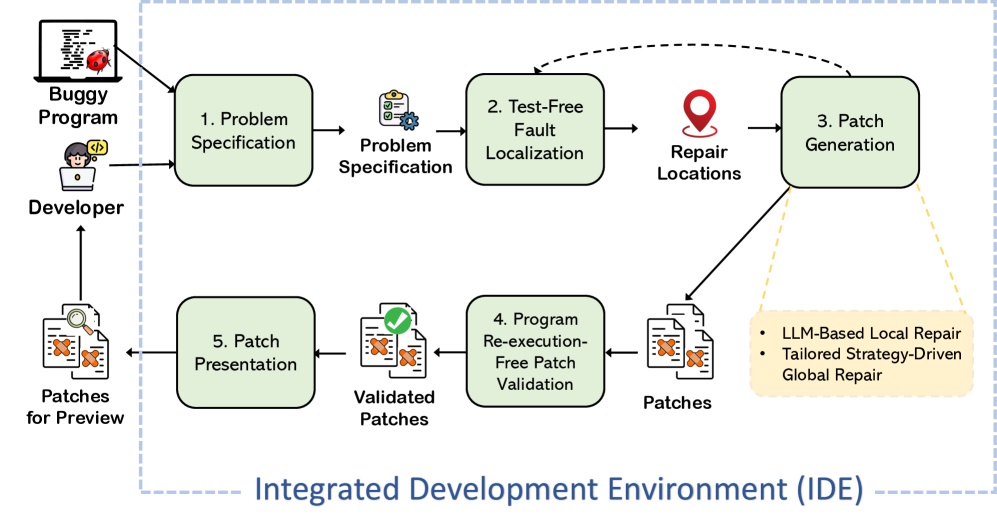 Buggy
Program
Developer
1. Problem
Specification
Problem
Specification
2. Test-Free
Fault
Localization
Repair
Locations
3. Patch
Generation
• LLM-Based Local Repair
• Tailored Strategy-Driven
Global Repair
Patches
4. Program
Re-execution-
Free Patch
Validation
Validated
Patches
5. Patch
Presentation
Patches
for Preview
Integrated Development Environment (IDE)